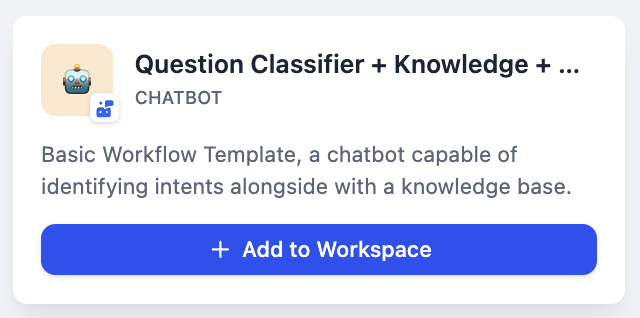 Question Classifier + Knowledge + ...
CHATBOT
Basic Workflow Template, a chatbot capable of
identifying intents alongside with a knowledge base.
+ Add to Workspace